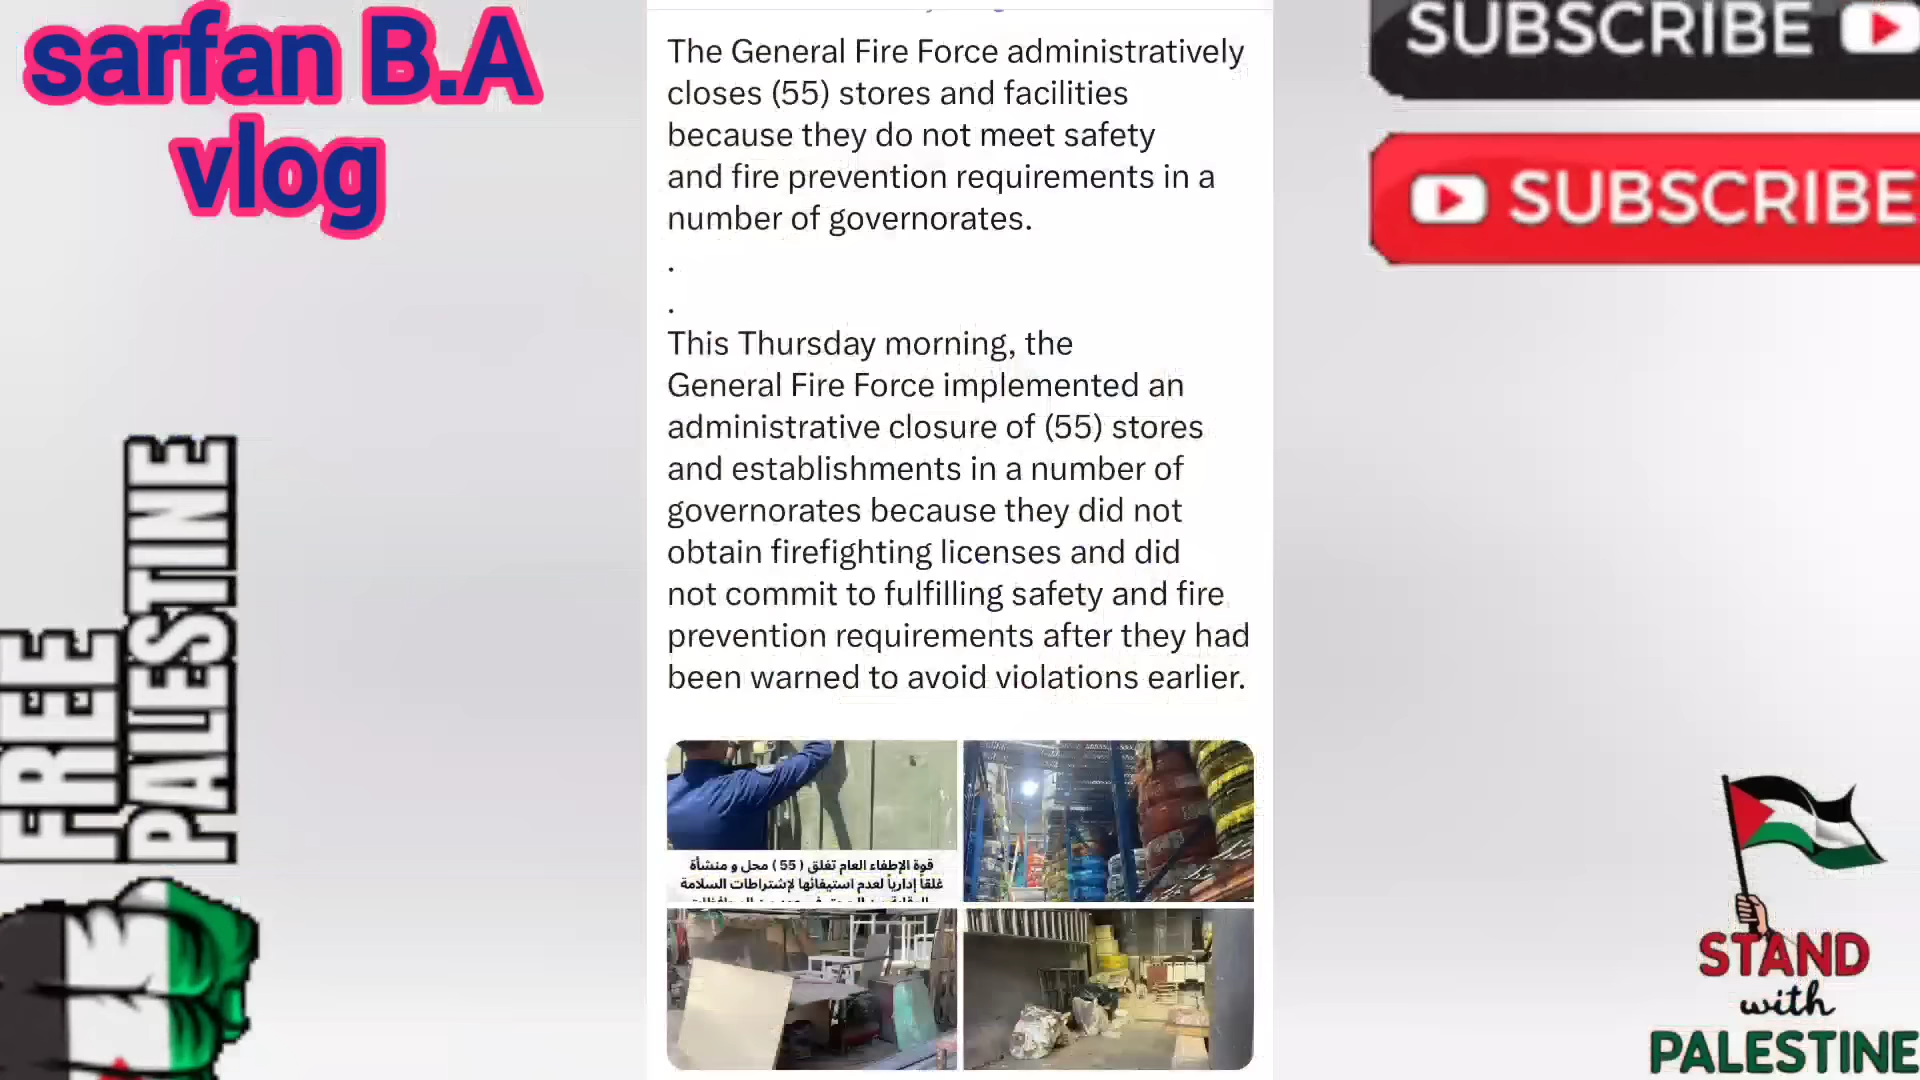 sarfan B.A
vlog
The General Fire Force administratively
closes (55) stores and facilities
because they do not meet safety
and fire prevention requirements in a
number of governorates.
.
.
This Thursday morning, the
General Fire Force implemented an
administrative closure of (55) stores
and establishments in a number of
governorates because they did not
obtain firefighting licenses and did
not commit to fulfilling safety and fire
prevention requirements after they had
been warned to avoid violations earlier.
قوة الإطفاء العام تغلق ( 55 ) محل و منشأة
غلقاً إدارياً لعدم استيفائها لإشتراطات السلامة
SUBSCRIBE
SUBSCRIBE
FREE
PALESTINE
STAND
with
PALESTINE